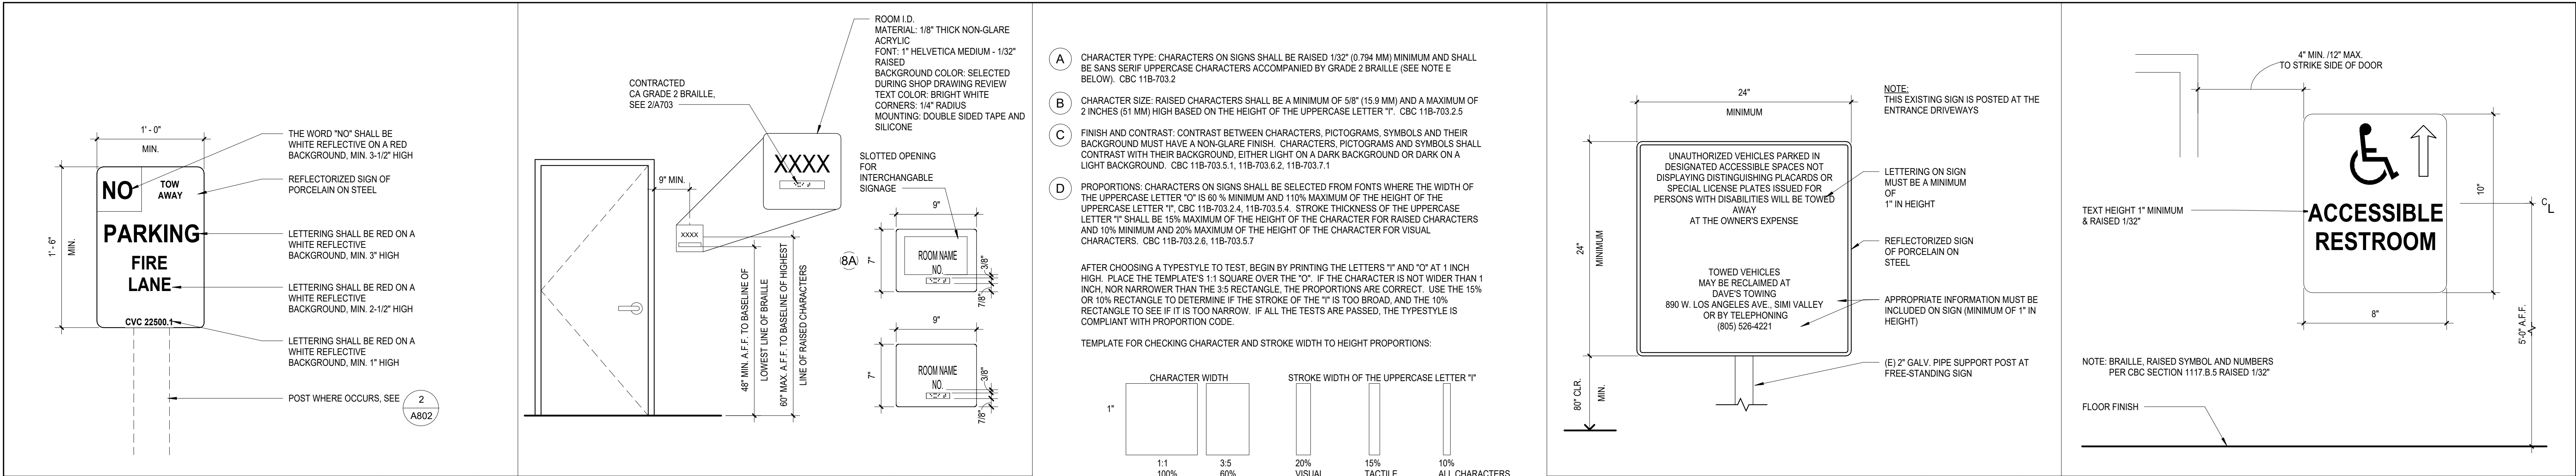 1' - 0"
MIN.
1' - 6"
MIN.
NO
TOW
AWAY
PARKING
FIRE
LANE
CVC 22500.1
THE WORD "NO" SHALL BE
WHITE REFLECTIVE ON A RED
BACKGROUND, MIN. 3-1/2" HIGH
REFLECTORIZED SIGN OF
PORCELAIN ON STEEL
LETTERING SHALL BE RED ON A
WHITE REFLECTIVE
BACKGROUND, MIN. 3" HIGH
LETTERING SHALL BE RED ON A
WHITE REFLECTIVE
BACKGROUND, MIN. 2-1/2" HIGH
LETTERING SHALL BE RED ON A
WHITE REFLECTIVE
BACKGROUND, MIN. 1" HIGH
POST WHERE OCCURS, SEE
2
A802
ROOM I.D.
MATERIAL: 1/8" THICK NON-GLARE
ACRYLIC
FONT: 1" HELVETICA MEDIUM - 1/32"
RAISED
BACKGROUND COLOR: SELECTED
DURING SHOP DRAWING REVIEW
TEXT COLOR: BRIGHT WHITE
CORNERS: 1/4" RADIUS
MOUNTING: DOUBLE SIDED TAPE AND
SILICONE
CONTRACTED
CA GRADE 2 BRAILLE,
SEE 2/A703
XXXX
9" MIN.
XXXX
48" MIN. A.F.F. TO BASELINE OF
LOWEST LINE OF BRAILLE
60" MAX. A.F.F. TO BASELINE OF HIGHEST
LINE OF RAISED CHARACTERS
SLOTTED OPENING
FOR
INTERCHANGABLE
SIGNAGE
8A
9"
7"
ROOM NAME
NO.
3/8"
7/8"
9"
7"
ROOM NAME
NO.
3/8"
7/8"
A
CHARACTER TYPE: CHARACTERS ON SIGNS SHALL BE RAISED 1/32" (0.794 MM) MINIMUM AND SHALL
BE SANS SERIF UPPERCASE CHARACTERS ACCOMPANIED BY GRADE 2 BRAILLE (SEE NOTE E
BELOW). CBC 11B-703.2
B
CHARACTER SIZE: RAISED CHARACTERS SHALL BE A MINIMUM OF 5/8" (15.9 MM) AND A MAXIMUM OF
2 INCHES (51 MM) HIGH BASED ON THE HEIGHT OF THE UPPERCASE LETTER "I". CBC 11B-703.2.5
C
FINISH AND CONTRAST: CONTRAST BETWEEN CHARACTERS, PICTOGRAMS, SYMBOLS AND THEIR
BACKGROUND MUST HAVE A NON-GLARE FINISH. CHARACTERS, PICTOGRAMS AND SYMBOLS SHALL
CONTRAST WITH THEIR BACKGROUND, EITHER LIGHT ON A DARK BACKGROUND OR DARK ON A
LIGHT BACKGROUND. CBC 11B-703.5.1, 11B-703.6.2, 11B-703.7.1
D
PROPORTIONS: CHARACTERS ON SIGNS SHALL BE SELECTED FROM FONTS WHERE THE WIDTH OF
THE UPPERCASE LETTER "O" IS 60 % MINIMUM AND 110% MAXIMUM OF THE HEIGHT OF THE
UPPERCASE LETTER "I", CBC 11B-703.2.4, 11B-703.5.4. STROKE THICKNESS OF THE UPPERCASE
LETTER "I" SHALL BE 15% MAXIMUM OF THE HEIGHT OF THE CHARACTER FOR RAISED CHARACTERS
AND 10% MINIMUM AND 20% MAXIMUM OF THE HEIGHT OF THE CHARACTER FOR VISUAL
CHARACTERS. CBC 11B-703.2.6, 11B-703.5.7
AFTER CHOOSING A TYPESTYLE TO TEST, BEGIN BY PRINTING THE LETTERS "I" AND "O" AT 1 INCH
HIGH. PLACE THE TEMPLATE'S 1:1 SQUARE OVER THE "O". IF THE CHARACTER IS NOT WIDER THAN 1
INCH, NOR NARROWER THAN THE 3:5 RECTANGLE, THE PROPORTIONS ARE CORRECT. USE THE 15%
OR 10% RECTANGLE TO DETERMINE IF THE STROKE OF THE "I" IS TOO BROAD, AND THE 10%
RECTANGLE TO SEE IF IT IS TOO NARROW. IF ALL THE TESTS ARE PASSED, THE TYPESTYLE IS
COMPLIANT WITH PROPORTION CODE.
TEMPLATE FOR CHECKING CHARACTER AND STROKE WIDTH TO HEIGHT PROPORTIONS:
CHARACTER WIDTH
STROKE WIDTH OF THE UPPERCASE LETTER "I"
1"
1:1
100%
3:5
60%
20%
VISUAL
15%
TACTILE
10%
ALL CHARACTERS
24"
MINIMUM
24"
MINIMUM
80" CLR.
MIN.
UNAUTHORIZED VEHICLES PARKED IN
DESIGNATED ACCESSIBLE SPACES NOT
DISPLAYING DISTINGUISHING PLACARDS OR
SPECIAL LICENSE PLATES ISSUED FOR
PERSONS WITH DISABILITIES WILL BE TOWED
AWAY
AT THE OWNER'S EXPENSE
TOWED VEHICLES
MAY BE RECLAIMED AT
DAVE'S TOWING
890 W. LOS ANGELES AVE., SIMI VALLEY
OR BY TELEPHONING
(805) 526-4221
NOTE:
THIS EXISTING SIGN IS POSTED AT THE
ENTRANCE DRIVEWAYS
LETTERING ON SIGN
MUST BE A MINIMUM
OF
1" IN HEIGHT
REFLECTORIZED SIGN
OF PORCELAIN ON
STEEL
APPROPRIATE INFORMATION MUST BE
INCLUDED ON SIGN (MINIMUM OF 1" IN
HEIGHT)
(E) 2" GALV. PIPE SUPPORT POST AT
FREE-STANDING SIGN
4" MIN. /12" MAX.
TO STRIKE SIDE OF DOOR
TEXT HEIGHT 1" MINIMUM
& RAISED 1/32"
ACCESSIBLE
RESTROOM
10"
8"
CL
5'-0" A.F.F.
NOTE: BRAILLE, RAISED SYMBOL AND NUMBERS
PER CBC SECTION 1117.B.5 RAISED 1/32"
FLOOR FINISH